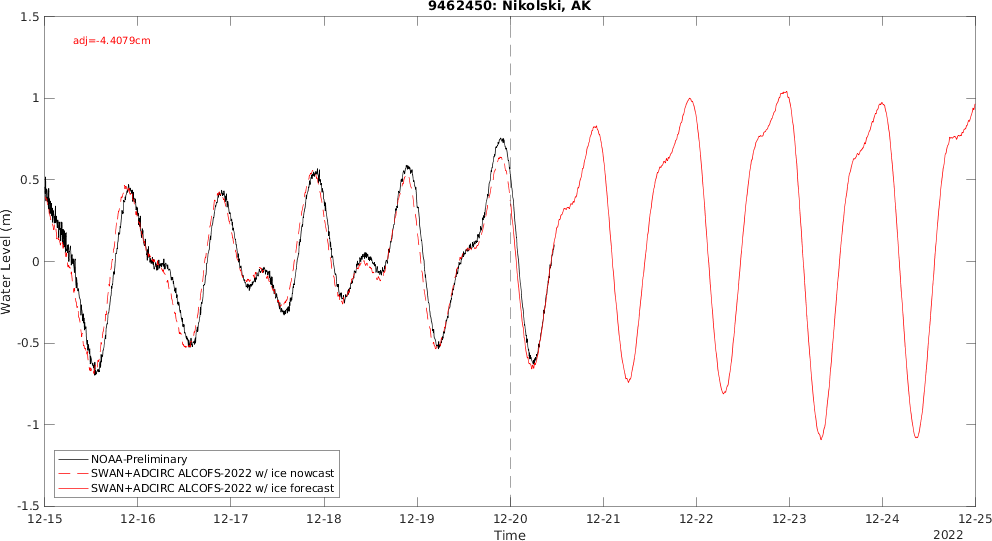 9462450: Nikolski, AK
adj=-4.4079cm
Water Level (m)
1.5
1
0.5
0
-0.5
-1
-1.5
NOAA-Preliminary
SWAN+ADCIRC ALCOFS-2022 w/ ice nowcast
SWAN+ADCIRC ALCOFS-2022 w/ ice forecast
12-15 12-16 12-17 12-18 12-19 12-20 12-21 12-22 12-23 12-24 12-25
Time
2022